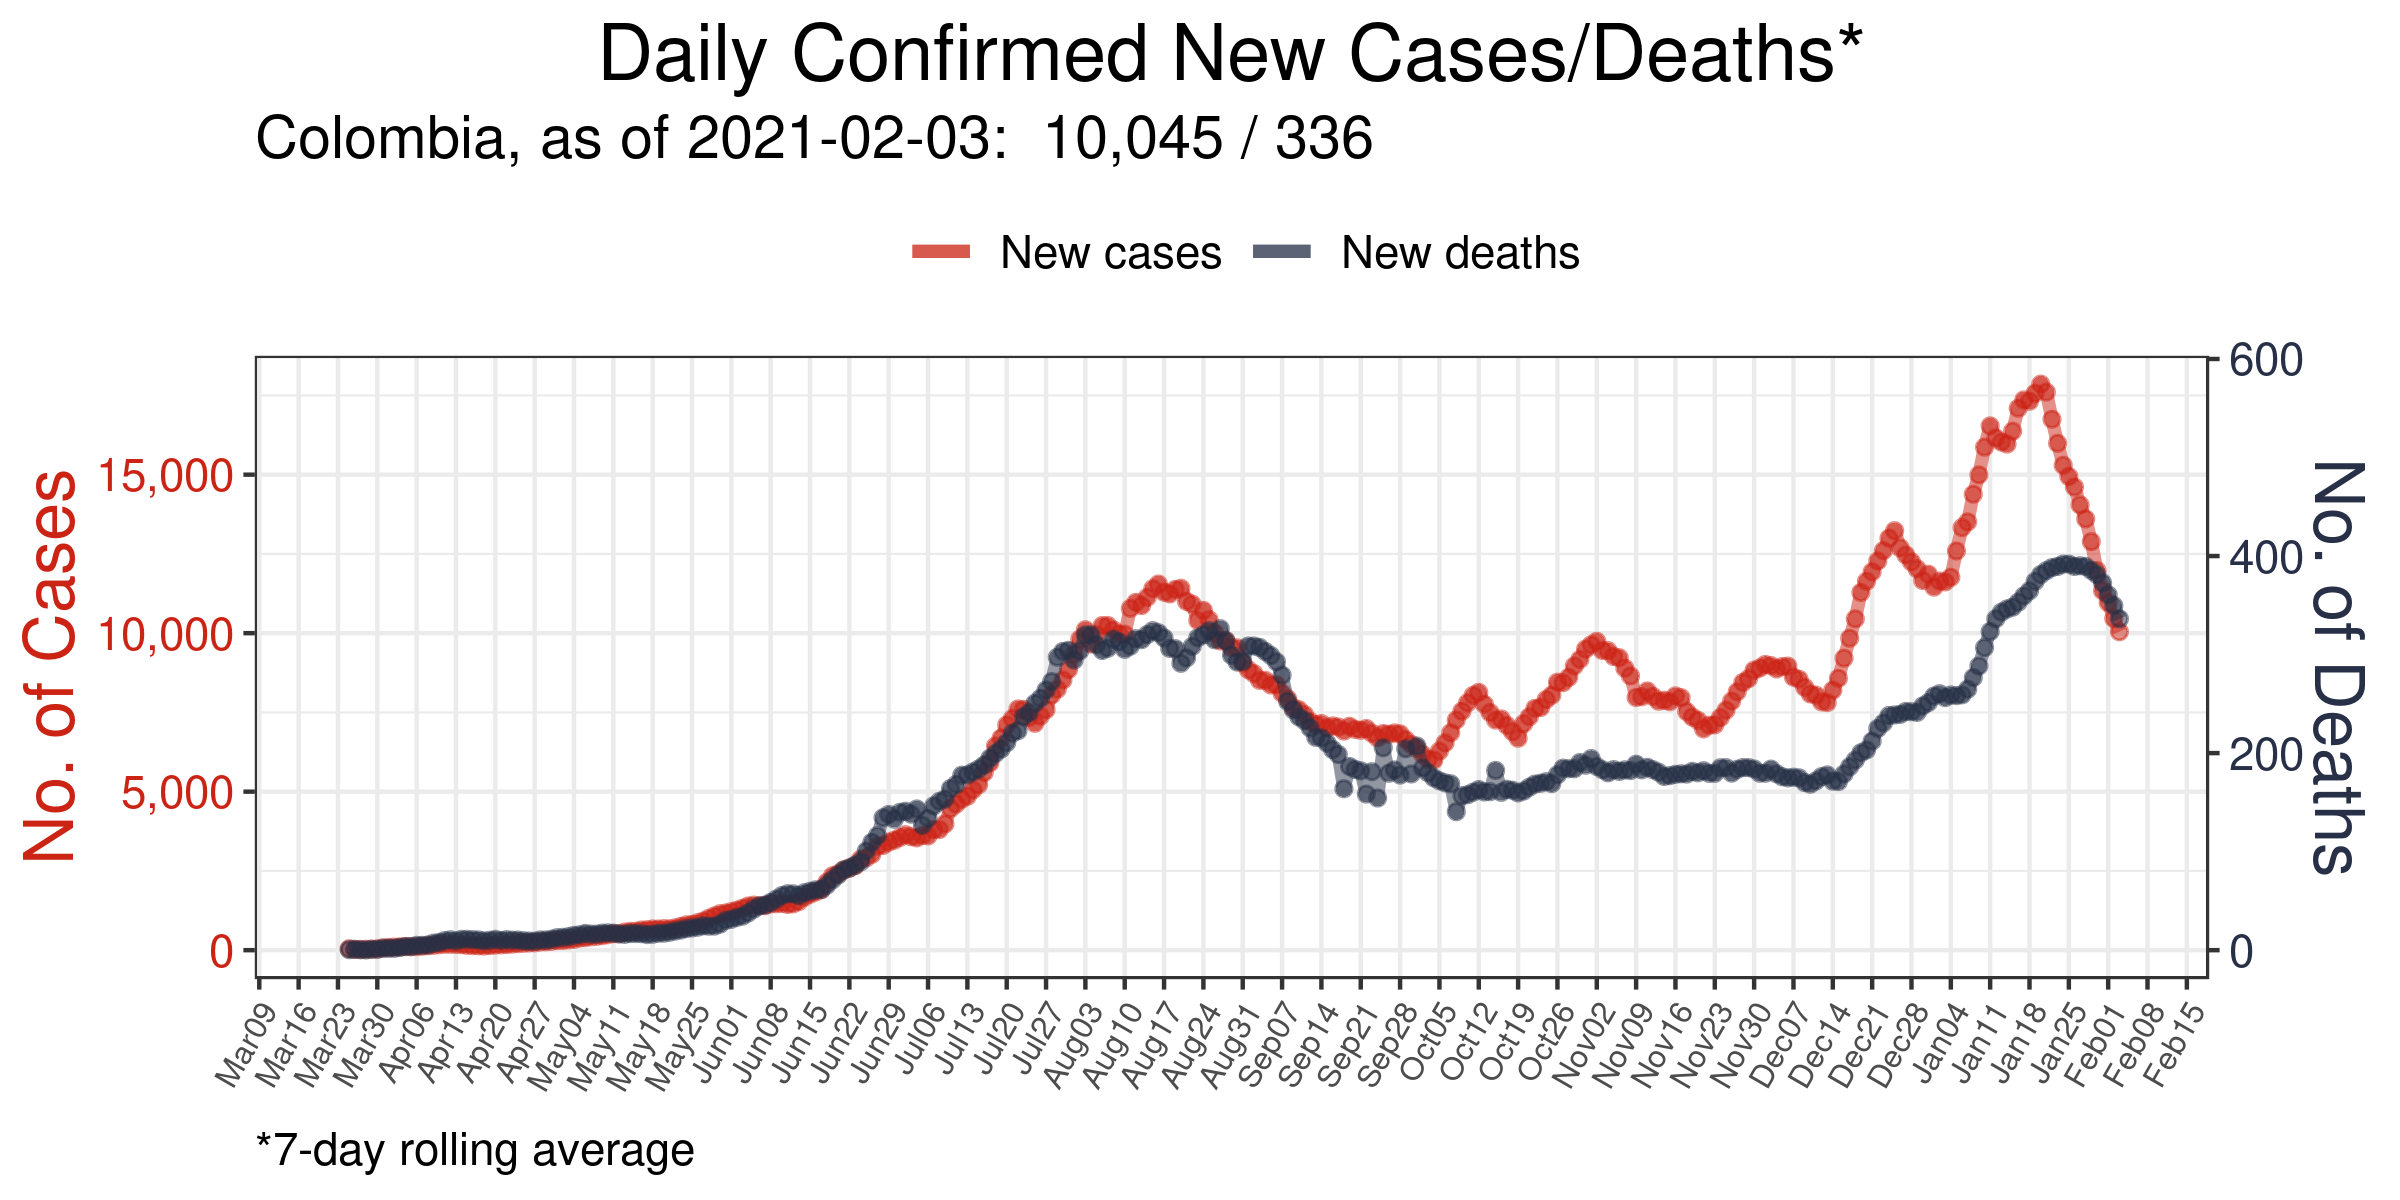 Daily Confirmed New Cases/Deaths*
Colombia, as of 2021-02-03:  10,045 / 336
New cases
New deaths
No. of Cases
15,000
10,000
5,000
0
600
400
200
0
No. of Deaths
Mar09
Mar16
Mar23
Mar30
Apr06
Apr13
Apr20
Apr27
May04
May11
May18
May25
Jun01
Jun08
Jun15
Jun22
Jun29
Jul06
Jul13
Jul20
Jul27
Aug03
Aug10
Aug17
Aug24
Aug31
Sep07
Sep14
Sep21
Sep28
Oct05
Oct12
Oct19
Oct26
Nov02
Nov09
Nov16
Nov23
Nov30
Dec07
Dec14
Dec21
Dec28
Jan04
Jan11
Jan18
Jan25
Feb01
Feb08
Feb15
*7-day rolling average